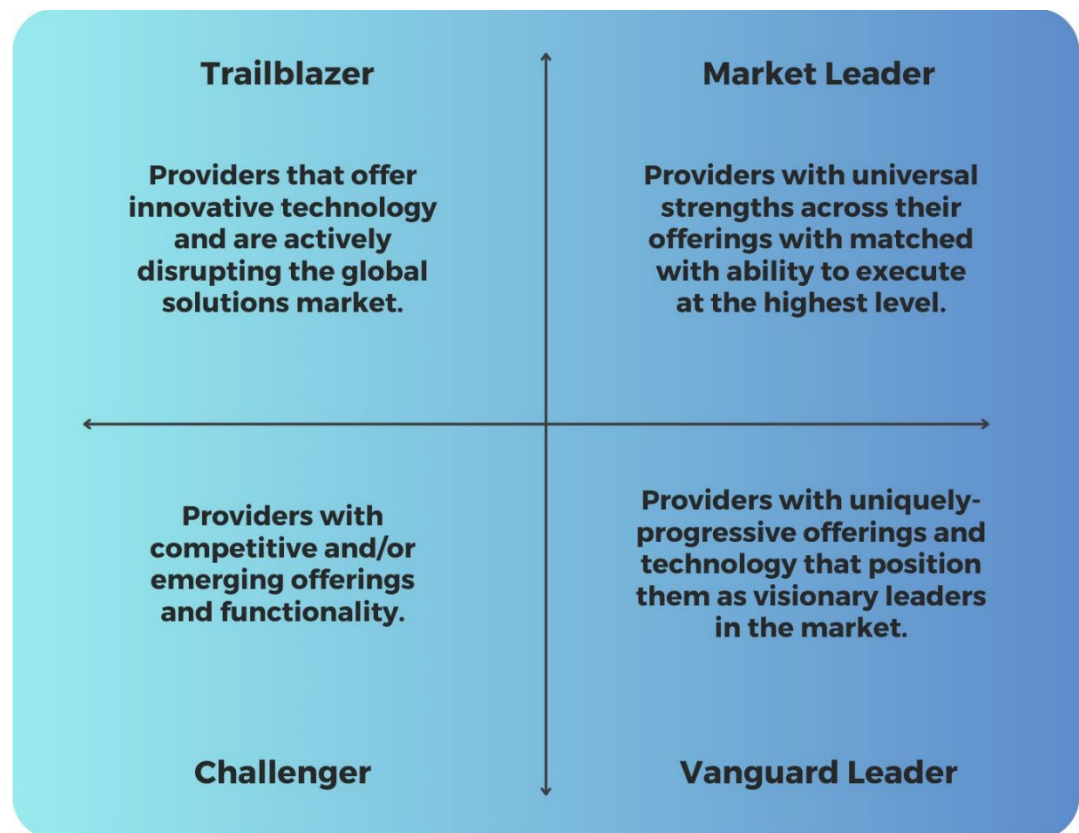 Trailblazer
Providers that offer
innovative technology
and are actively
disrupting the global
solutions market.
Market Leader
Providers with universal
strengths across their
offerings with matched
with ability to execute
at the highest level.
Providers with
competitive and/or
emerging offerings
and functionality.
Challenger
Providers with uniquely-
progressive offerings and
technology that position
them as visionary leaders
in the market.
Vanguard Leader